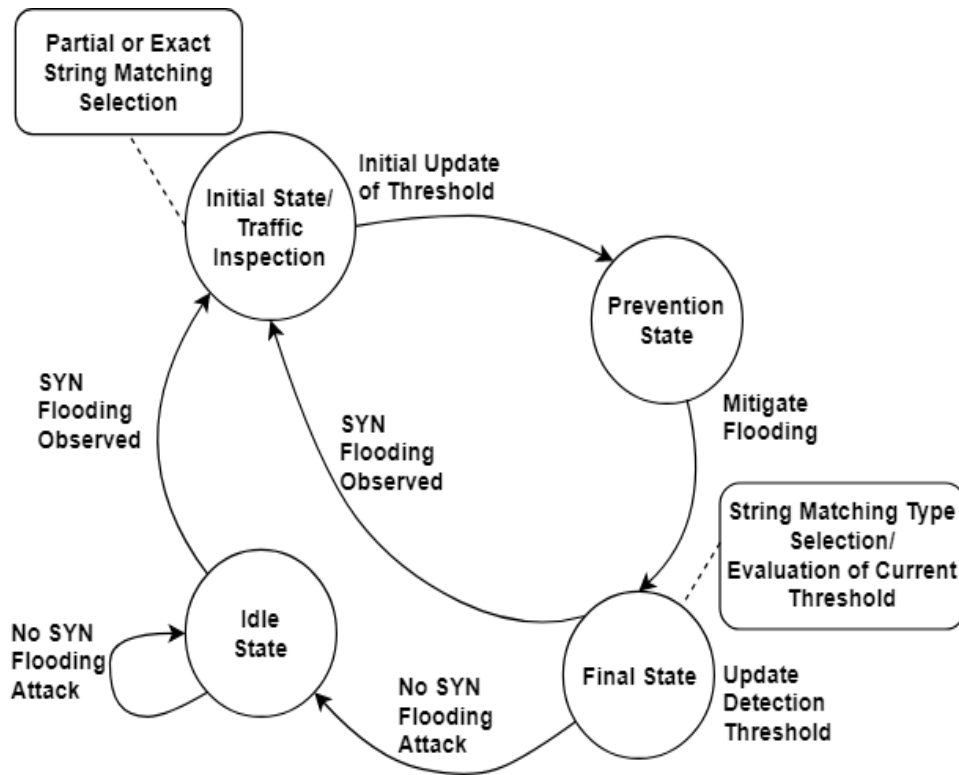 Partial or Exact
String Matching
Selection
Initial State/
Traffic
Inspection
Initial Update
of Threshold
Prevention
State
Mitigate
Flooding
SYN
Flooding
Observed
SYN
Flooding
Observed
String Matching Type
Selection/
Evaluation of Current
Threshold
Idle
State
No SYN
Flooding
Attack
Final State
Update
Detection
Threshold
No SYN
Flooding
Attack